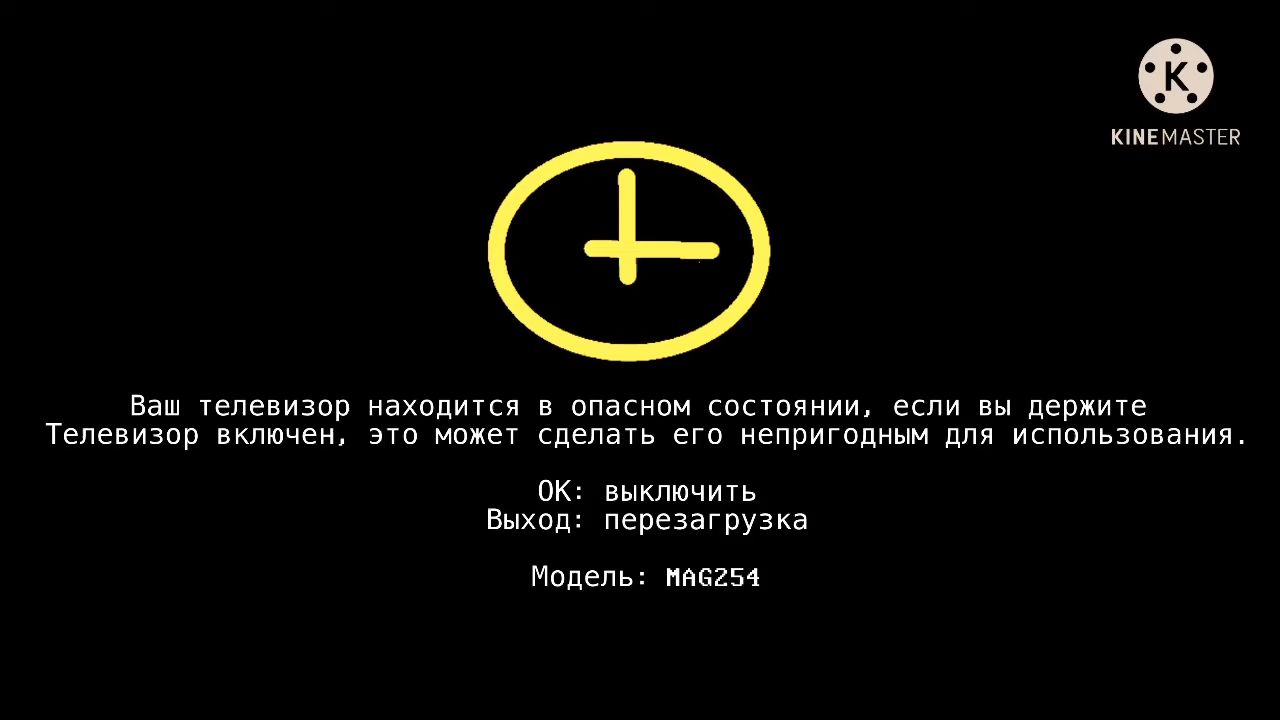 K
KINEMASTER
Ваш телевизор находится в опасном состоянии, если вы держите
Телевизор включен, это может сделать его непригодным для использования.
ОК: выключить
Выход: перезагрузка
Модель: MAG254